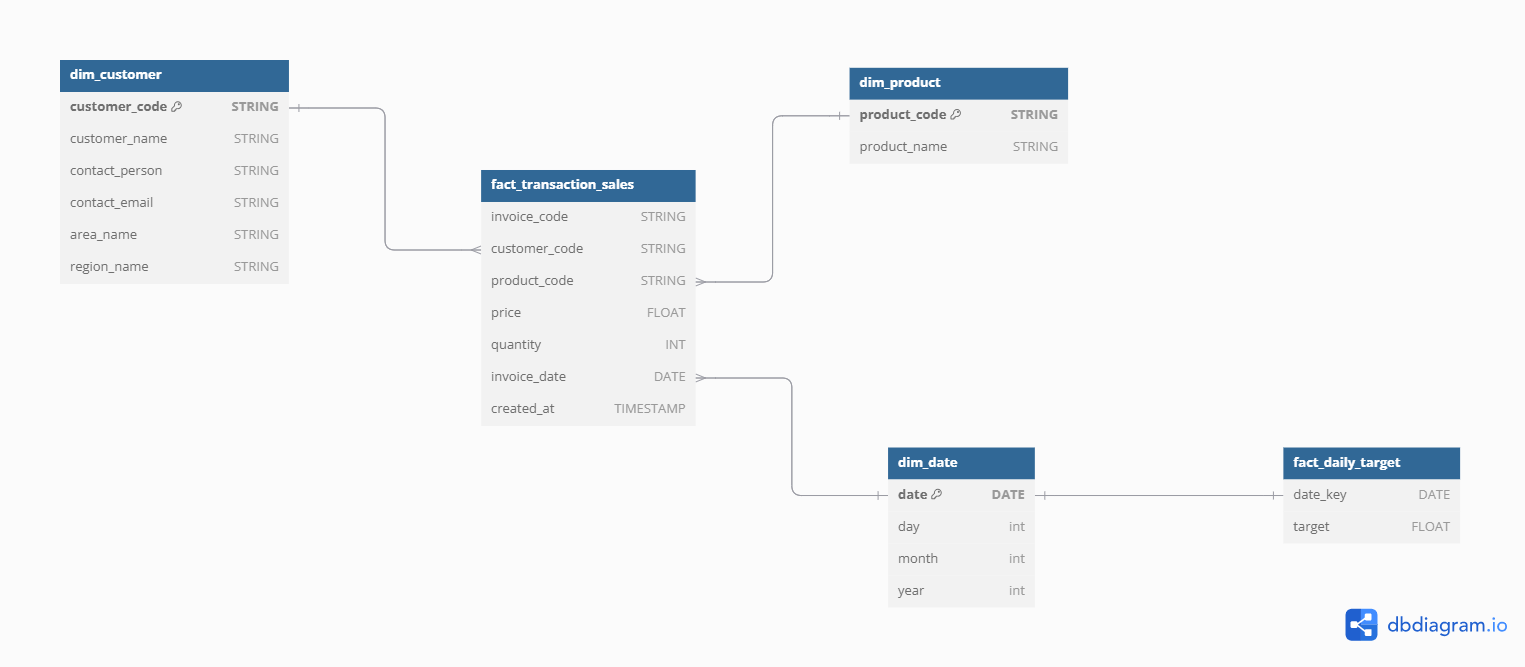 dim_customer
customer_code STRING
customer_name STRING
contact_person STRING
contact_email STRING
area_name STRING
region_name STRING
dim_product
product_code STRING
product_name STRING
fact_transaction_sales
invoice_code STRING
customer_code STRING
product_code STRING
price FLOAT
quantity INT
invoice_date DATE
created_at TIMESTAMP
dim_date
date DATE
day int
month int
year int
fact_daily_target
date_key DATE
target FLOAT
dbdiagram.io